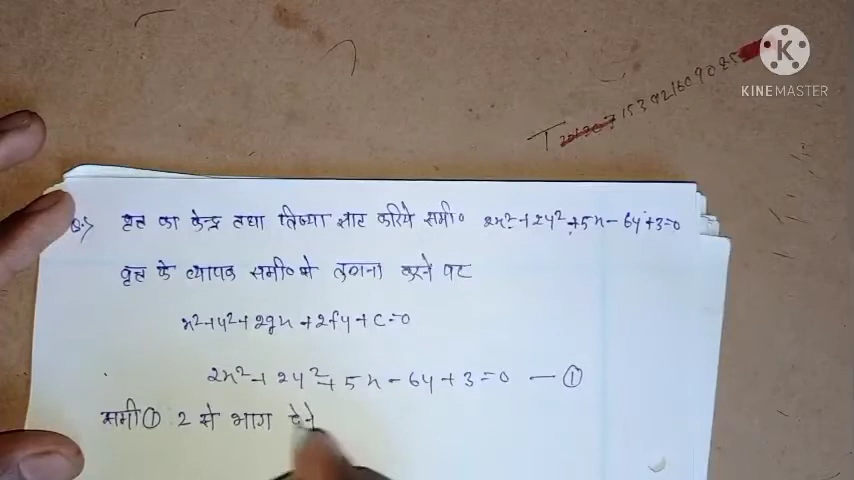 KINEMASTER
Q.> वृत्त का केन्द्र तथा त्रिज्या ज्ञात करिये समी० 2x²+2y²+5x-6y+3=0
वृत्त के व्यापक समी० से तुलना करने पर
x²+y²+2gx+2fy+c=0
2x²+2y²+5x-6y+3=0 — ①
समी① 2 से भाग देने